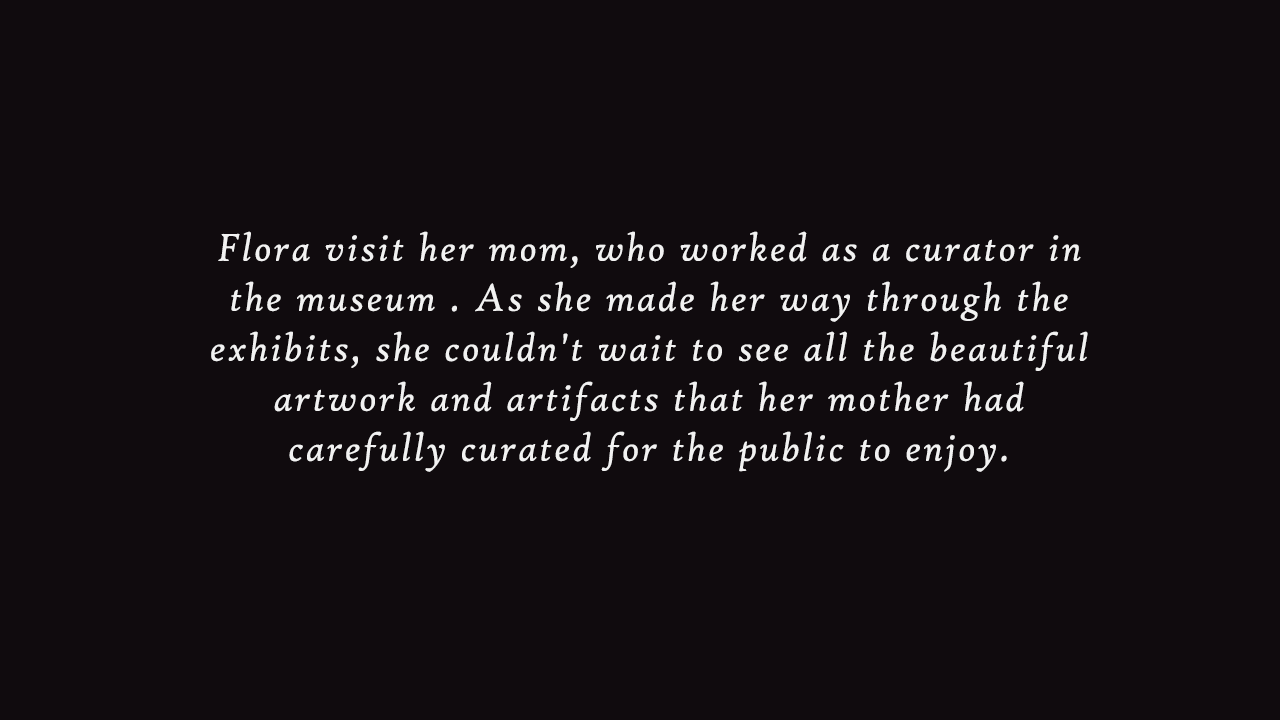 Flora visit her mom, who worked as a curator in
the museum . As she made her way through the
exhibits, she couldn't wait to see all the beautiful
artwork and artifacts that her mother had
carefully curated for the public to enjoy.